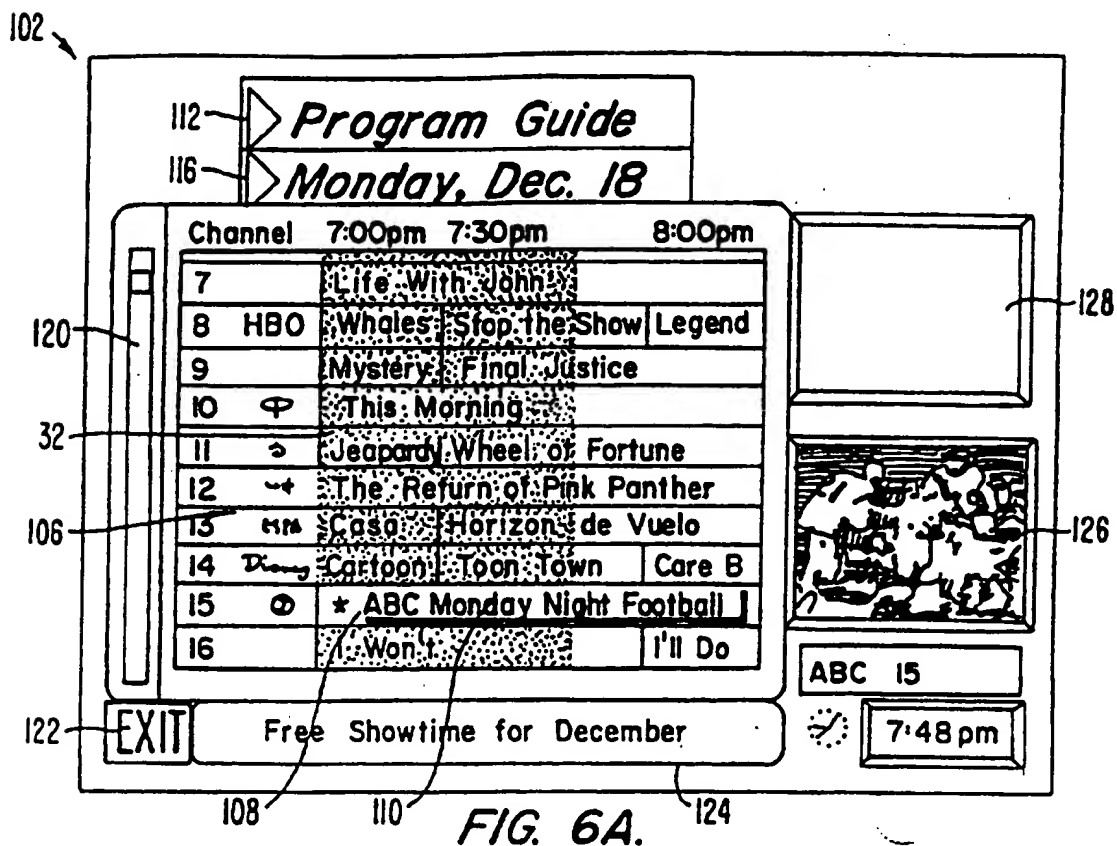 102
112 Program Guide
116 Monday, Dec. 18
Channel 7:00pm 7:30pm 8:00pm
7 Life With John
8 HBO Whales Stop the Show Legend
9 Mystery Final Justice
10 This Morning
11 Jeopardy Wheel of Fortune
12 The Return of Pink Panther
13 Casa Horizon de Vuelo
14 Disney Cartoon Toon Town Care B
15 * ABC Monday Night Football
16 I Won't I'll Do
120
32
106
128
126
ABC 15
7:48 pm
122 EXIT Free Showtime for December
108 110 124
FIG. 6A.